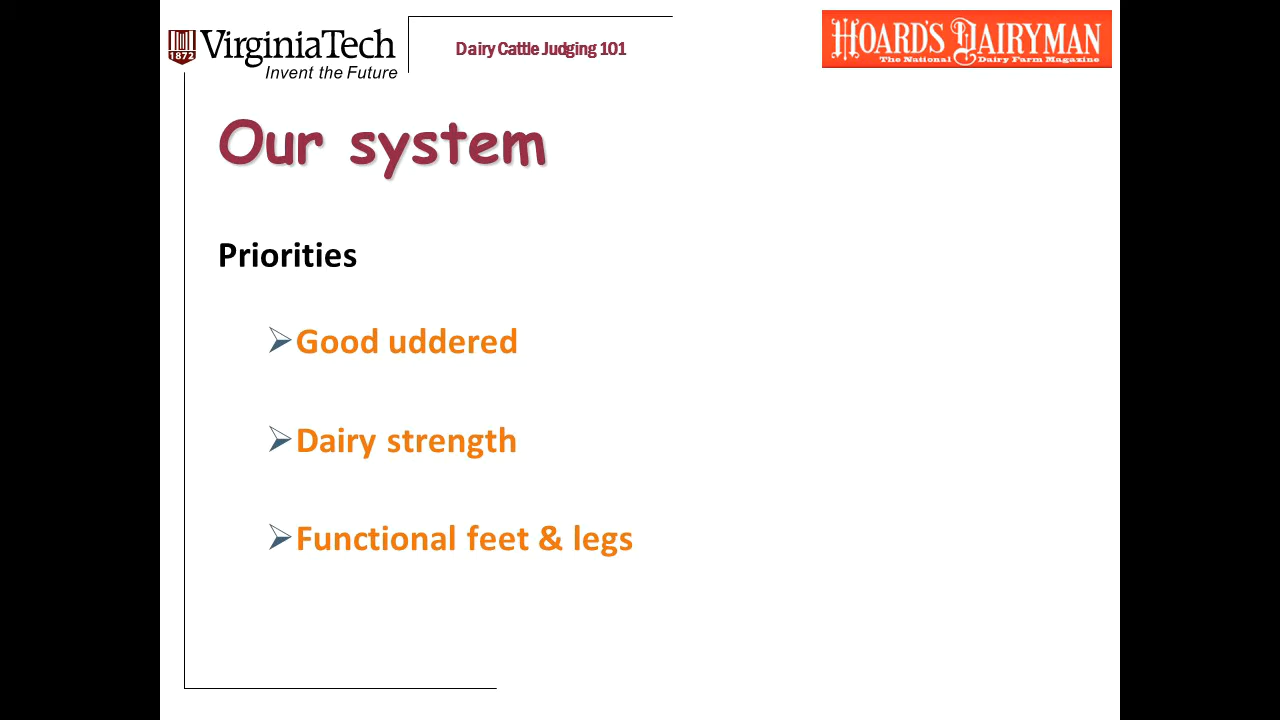 VirginiaTech
1872
Invent the Future
Dairy Cattle Judging 101
HOARD'S DAIRYMAN
The National Dairy Farm Magazine
Our system
Priorities
Good uddered
Dairy strength
Functional feet & legs